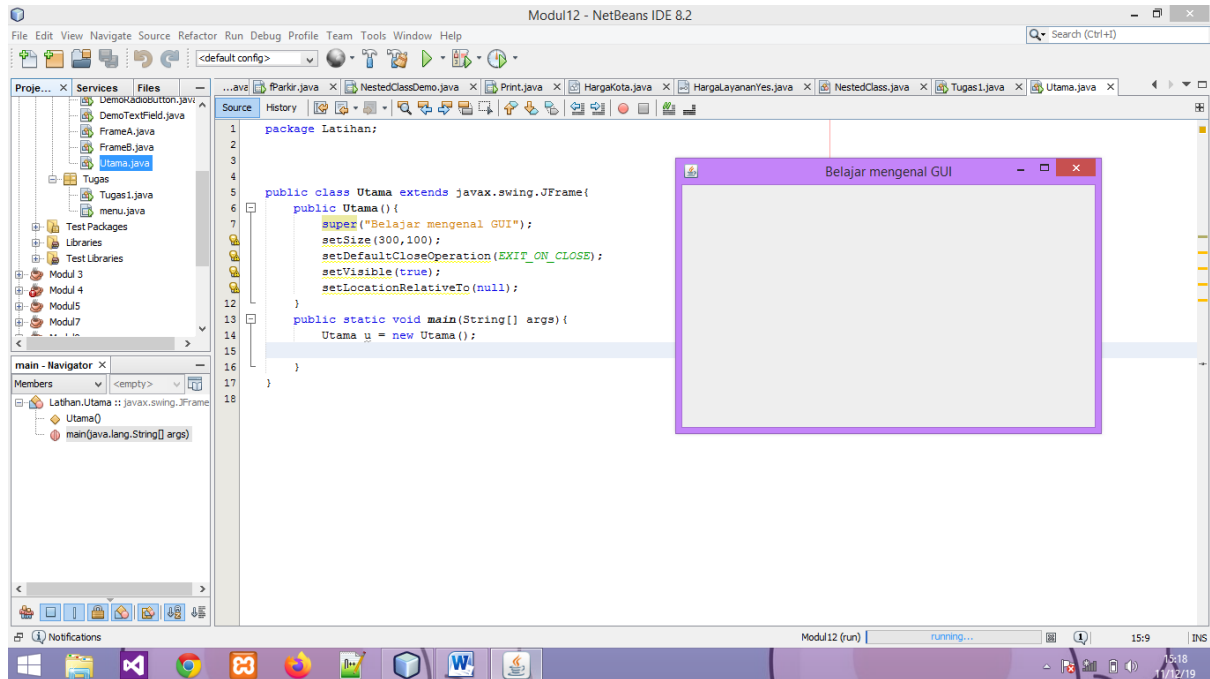 Modul12 - NetBeans IDE 8.2
File Edit View Navigate Source Refactor Run Debug Profile Team Tools Window Help
Search (Ctrl+I)
<default config>
Proje... Services Files
...ava fParkir.java NestedClassDemo.java Print.java HargaKota.java HargaLayananYes.java NestedClass.java Tugas1.java Utama.java
Source History
DemoRadioButton.java
DemoTextField.java
FrameA.java
FrameB.java
Utama.java
Tugas
Tugas1.java
menu.java
Test Packages
Libraries
Test Libraries
Modul 3
Modul 4
Modul5
Modul7
1 package Latihan;
2
3
4
5 public class Utama extends javax.swing.JFrame{
6 public Utama(){
7 super("Belajar mengenal GUI");
setSize(300,100);
setDefaultCloseOperation(EXIT_ON_CLOSE);
setVisible(true);
setLocationRelativeTo(null);
12 }
13 public static void main(String[] args){
14 Utama u = new Utama();
15
16 }
17 }
18
Belajar mengenal GUI
main - Navigator
Members <empty>
Latihan.Utama :: javax.swing.JFrame
Utama()
main(java.lang.String[] args)
Notifications
Modul12 (run) running... 1 15:9 INS
15:18
11/12/19